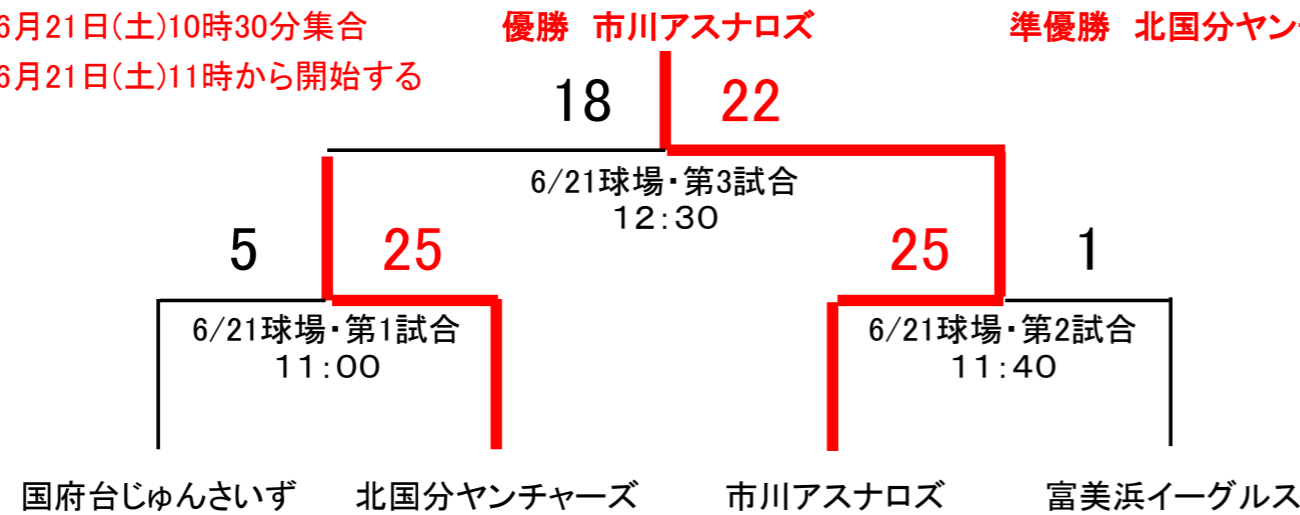 6月21日(土)10時30分集合
優勝 市川アスナロズ
準優勝 北国分ヤン
6月21日(土)11時から開始する
18
22
6/21球場・第3試合
12:30
5
25
25
1
6/21球場・第1試合
11:00
6/21球場・第2試合
11:40
国府台じゅんさいず
北国分ヤンチャーズ
市川アスナロズ
富美浜イーグルス